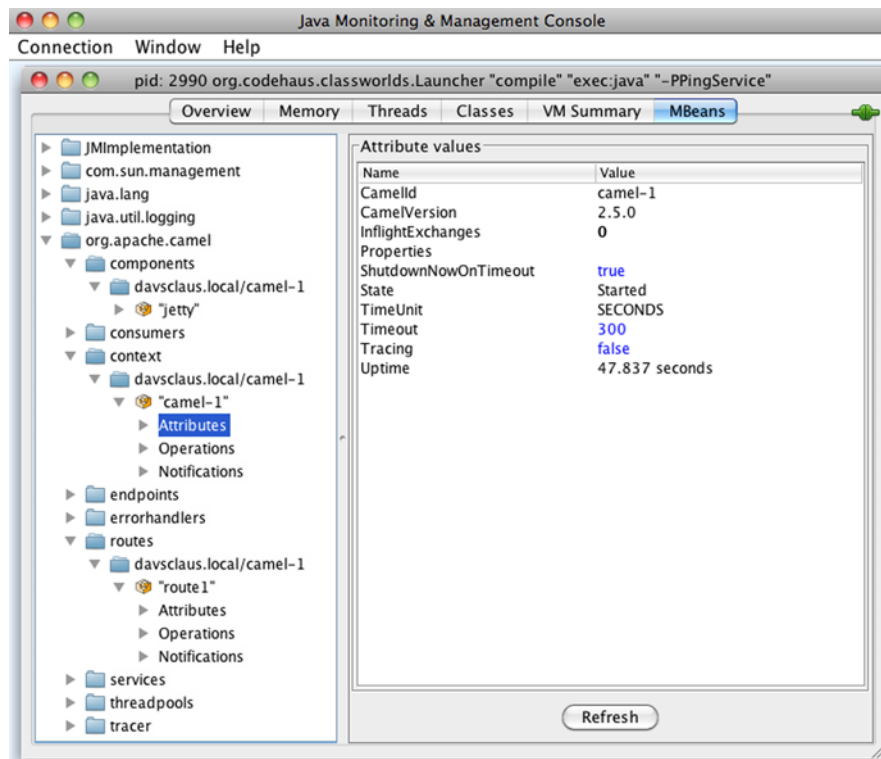 Java Monitoring & Management Console
Connection Window Help
pid: 2990 org.codehaus.classworlds.Launcher "compile" "exec:java" "-PPingService"
Overview Memory Threads Classes VM Summary MBeans
JMImplementation
com.sun.management
java.lang
java.util.logging
org.apache.camel
components
davsclaus.local/camel-1
"jetty"
consumers
context
davsclaus.local/camel-1
"camel-1"
Attributes
Operations
Notifications
endpoints
errorhandlers
routes
davsclaus.local/camel-1
"route1"
Attributes
Operations
Notifications
services
threadpools
tracer
Attribute values
Name Value
CamelId camel-1
CamelVersion 2.5.0
InflightExchanges 0
Properties
ShutdownNowOnTimeout true
State Started
TimeUnit SECONDS
Timeout 300
Tracing false
Uptime 47.837 seconds
Refresh